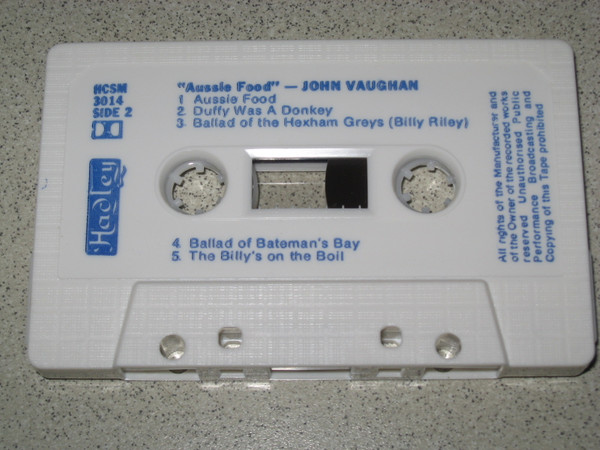 HCSM
3014
SIDE 2
"Aussie Food" — JOHN VAUGHAN
1 Aussie Food
2. Duffy Was A Donkey
3. Ballad of the Hexham Greys (Billy Riley)
Hadley
4. Ballad of Bateman's Bay
5. The Billy's on the Boil
All rights of the Manufacturer and
of the Owner of the recorded works
reserved Unauthorised Public
Performance Broadcasting and
Copying of this Tape prohibited